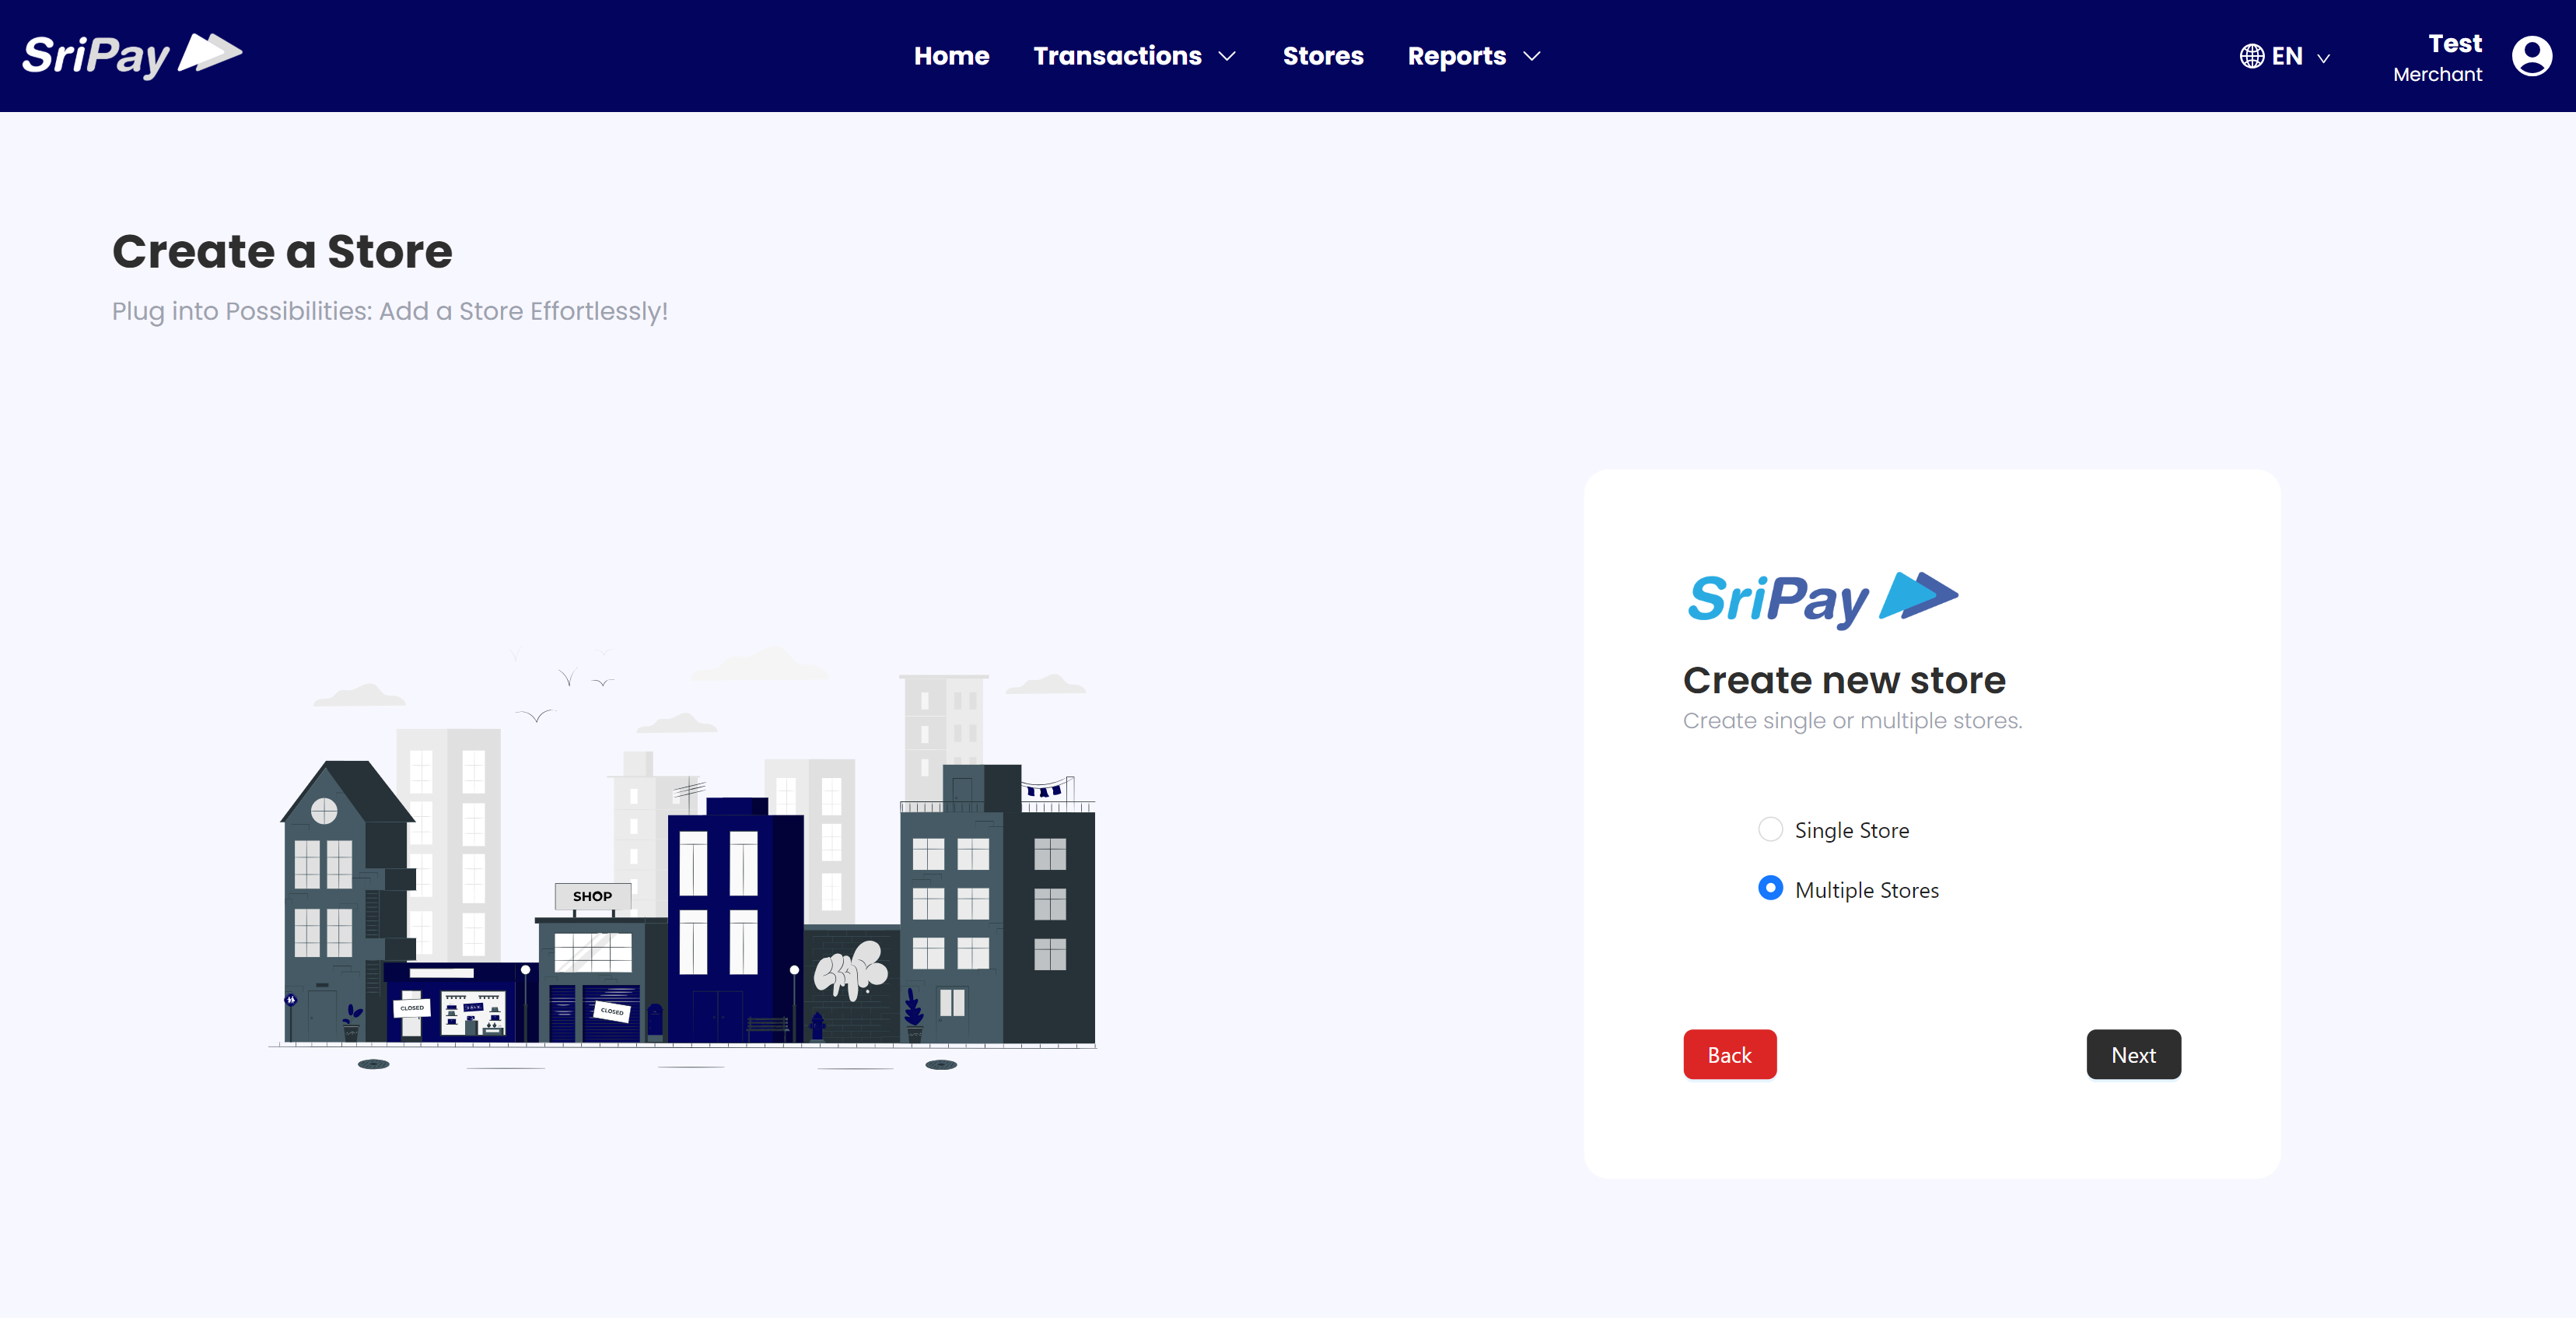 SriPay
Home Transactions Stores Reports
EN
Test
Merchant
Create a Store
Plug into Possibilities: Add a Store Effortlessly!
SriPay
Create new store
Create single or multiple stores.
Single Store
Multiple Stores
Back
Next
SHOP
CLOSED
SALE
CLOSED